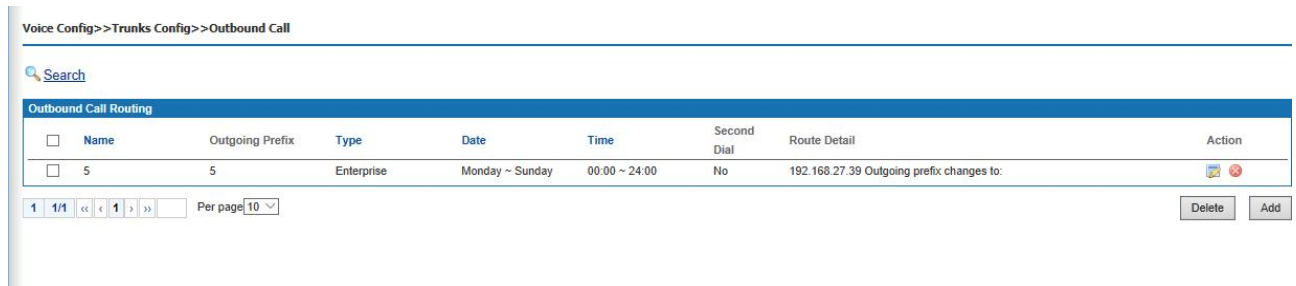 Voice Config>>Trunks Config>>Outbound Call
Search
Outbound Call Routing
Name Outgoing Prefix Type Date Time Second Dial Route Detail Action
5 5 Enterprise Monday ~ Sunday 00:00 ~ 24:00 No 192.168.27.39 Outgoing prefix changes to:
1 1/1 « ‹ 1 › » Per page 10 Delete Add